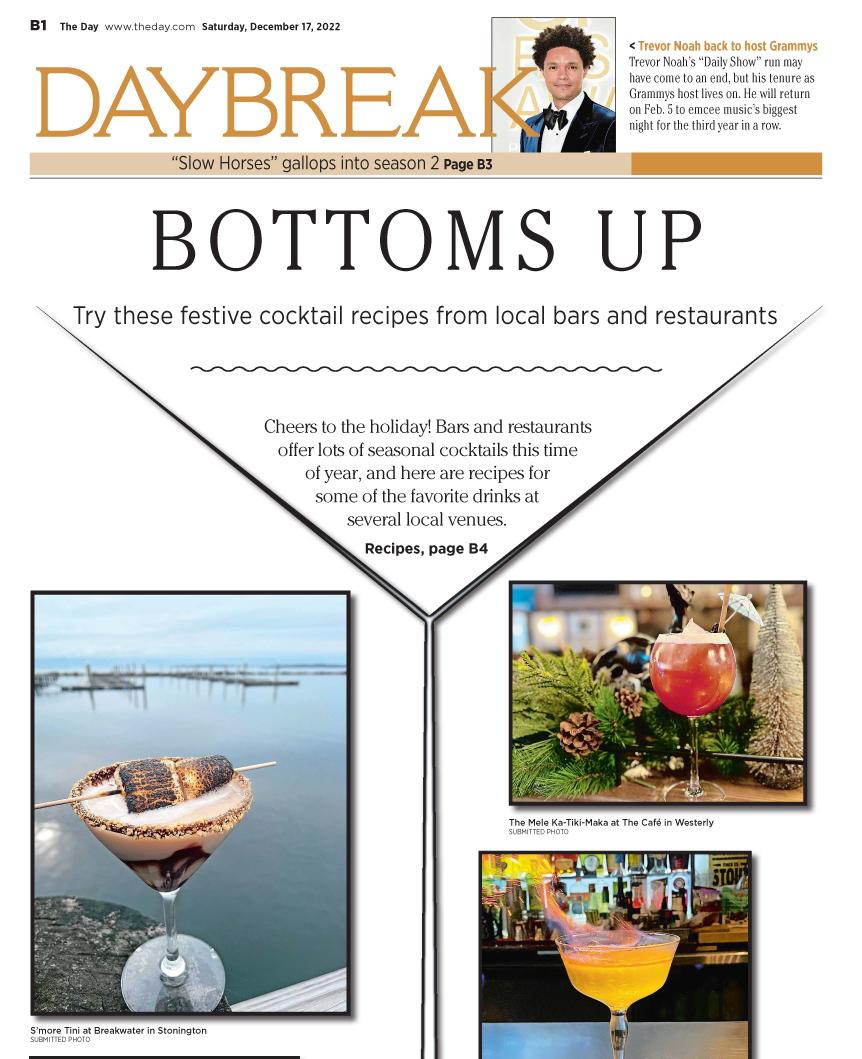 B1 The Day www.theday.com Saturday, December 17, 2022
DAYBREAK
< Trevor Noah back to host Grammys
Trevor Noah’s “Daily Show” run may
have come to an end, but his tenure as
Grammys host lives on. He will return
on Feb. 5 to emcee music’s biggest
night for the third year in a row.
“Slow Horses” gallops into season 2 Page B3
BOTTOMS UP
Try these festive cocktail recipes from local bars and restaurants
Cheers to the holiday! Bars and restaurants
offer lots of seasonal cocktails this time
of year, and here are recipes for
some of the favorite drinks at
several local venues.
Recipes, page B4
The Mele Ka-Tiki-Maka at The Café in Westerly
SUBMITTED PHOTO
STOUT
S’more Tini at Breakwater in Stonington
SUBMITTED PHOTO